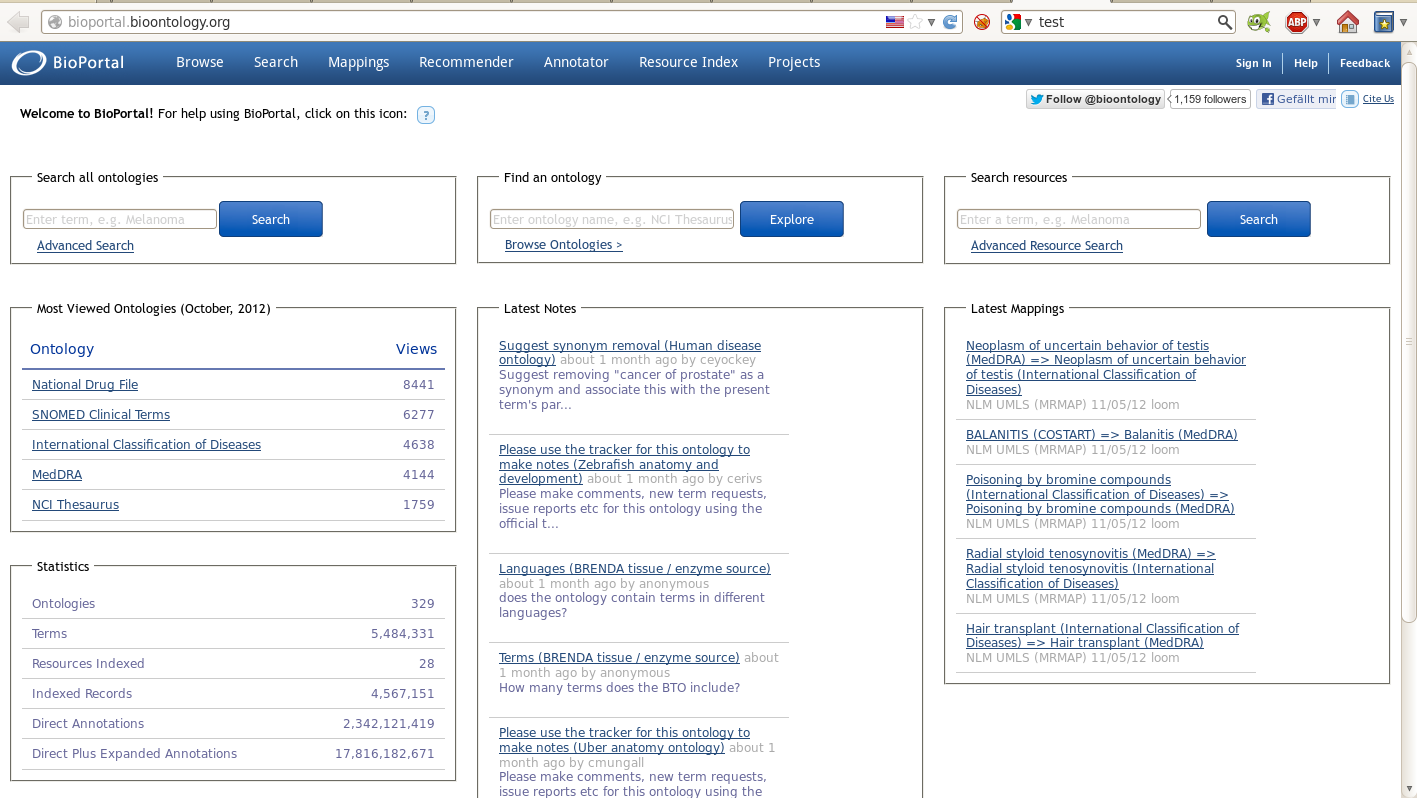 bioportal.bioontology.org
test
ABP
BioPortal
Browse
Search
Mappings
Recommender
Annotator
Resource Index
Projects
Sign In
Help
Feedback
Follow @bioontology
1,159 followers
Gefällt mir
Cite Us
Welcome to BioPortal! For help using BioPortal, click on this icon: ?
Search all ontologies
Enter term, e.g. Melanoma
Search
Advanced Search
Find an ontology
Enter ontology name, e.g. NCI Thesaurus
Explore
Browse Ontologies >
Search resources
Enter a term, e.g. Melanoma
Search
Advanced Resource Search
Most Viewed Ontologies (October, 2012)
Ontology Views
National Drug File 8441
SNOMED Clinical Terms 6277
International Classification of Diseases 4638
MedDRA 4144
NCI Thesaurus 1759
Statistics
Ontologies 329
Terms 5,484,331
Resources Indexed 28
Indexed Records 4,567,151
Direct Annotations 2,342,121,419
Direct Plus Expanded Annotations 17,816,182,671
Latest Notes
Suggest synonym removal (Human disease
ontology) about 1 month ago by ceyockey
Suggest removing "cancer of prostate" as a
synonym and associate this with the present
term's par...
Please use the tracker for this ontology to
make notes (Zebrafish anatomy and
development) about 1 month ago by cerivs
Please make comments, new term requests,
issue reports etc for this ontology using the
official t...
Languages (BRENDA tissue / enzyme source)
about 1 month ago by anonymous
does the ontology contain terms in different
languages?
Terms (BRENDA tissue / enzyme source) about
1 month ago by anonymous
How many terms does the BTO include?
Please use the tracker for this ontology to
make notes (Uber anatomy ontology) about 1
month ago by cmungall
Please make comments, new term requests,
issue reports etc for this ontology using the
Latest Mappings
Neoplasm of uncertain behavior of testis
(MedDRA) => Neoplasm of uncertain behavior
of testis (International Classification of
Diseases)
NLM UMLS (MRMAP) 11/05/12 loom
BALANITIS (COSTART) => Balanitis (MedDRA)
NLM UMLS (MRMAP) 11/05/12 loom
Poisoning by bromine compounds
(International Classification of Diseases) =>
Poisoning by bromine compounds (MedDRA)
NLM UMLS (MRMAP) 11/05/12 loom
Radial styloid tenosynovitis (MedDRA) =>
Radial styloid tenosynovitis (International
Classification of Diseases)
NLM UMLS (MRMAP) 11/05/12 loom
Hair transplant (International Classification of
Diseases) => Hair transplant (MedDRA)
NLM UMLS (MRMAP) 11/05/12 loom